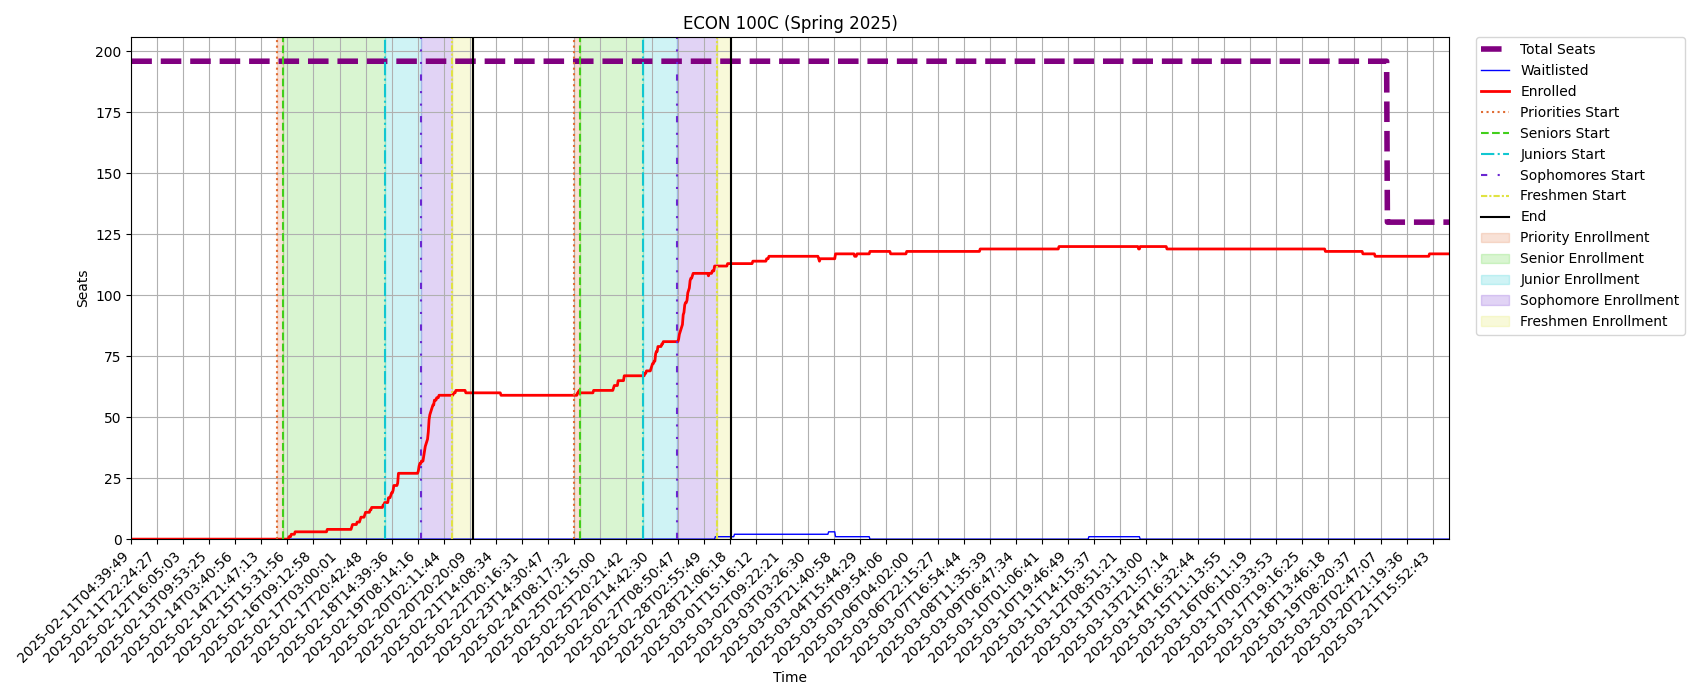 ECON 100C (Spring 2025)
200
175
150
125
100
75
50
25
0
Seats
2025-02-11T04:39:49
2025-02-11T22:24:27
2025-02-12T16:05:03
2025-02-13T09:53:25
2025-02-14T03:40:56
2025-02-14T21:47:13
2025-02-15T15:31:56
2025-02-16T09:12:58
2025-02-17T03:00:01
2025-02-17T20:42:48
2025-02-18T14:39:36
2025-02-19T08:14:16
2025-02-20T02:11:44
2025-02-20T20:20:09
2025-02-21T14:08:34
2025-02-22T20:16:31
2025-02-23T14:30:47
2025-02-24T08:17:32
2025-02-25T02:15:00
2025-02-25T20:21:42
2025-02-26T14:42:30
2025-02-27T08:50:47
2025-02-28T02:55:49
2025-02-28T21:06:18
2025-03-01T15:16:12
2025-03-02T09:22:21
2025-03-03T03:26:30
2025-03-03T21:40:58
2025-03-04T15:44:29
2025-03-05T09:54:06
2025-03-06T04:02:00
2025-03-06T22:15:27
2025-03-07T16:54:44
2025-03-08T11:35:39
2025-03-09T06:47:34
2025-03-10T01:06:41
2025-03-10T19:46:49
2025-03-11T14:15:37
2025-03-12T08:51:21
2025-03-13T03:13:00
2025-03-13T21:57:14
2025-03-14T16:32:44
2025-03-15T11:13:55
2025-03-16T06:11:19
2025-03-17T00:33:53
2025-03-17T19:16:25
2025-03-18T13:46:18
2025-03-19T08:20:37
2025-03-20T02:47:07
2025-03-20T21:19:36
2025-03-21T15:52:43
Time
Total Seats
Waitlisted
Enrolled
Priorities Start
Seniors Start
Juniors Start
Sophomores Start
Freshmen Start
End
Priority Enrollment
Senior Enrollment
Junior Enrollment
Sophomore Enrollment
Freshmen Enrollment